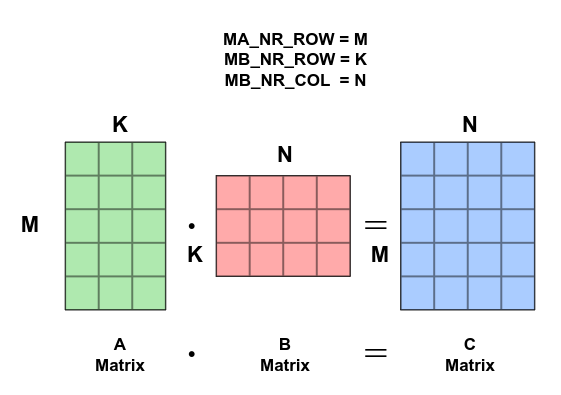 MA_NR_ROW = M
MB_NR_ROW = K
MB_NR_COL = N
K
N
N
M
·
=
K
M
A
Matrix
·
B
Matrix
=
C
Matrix